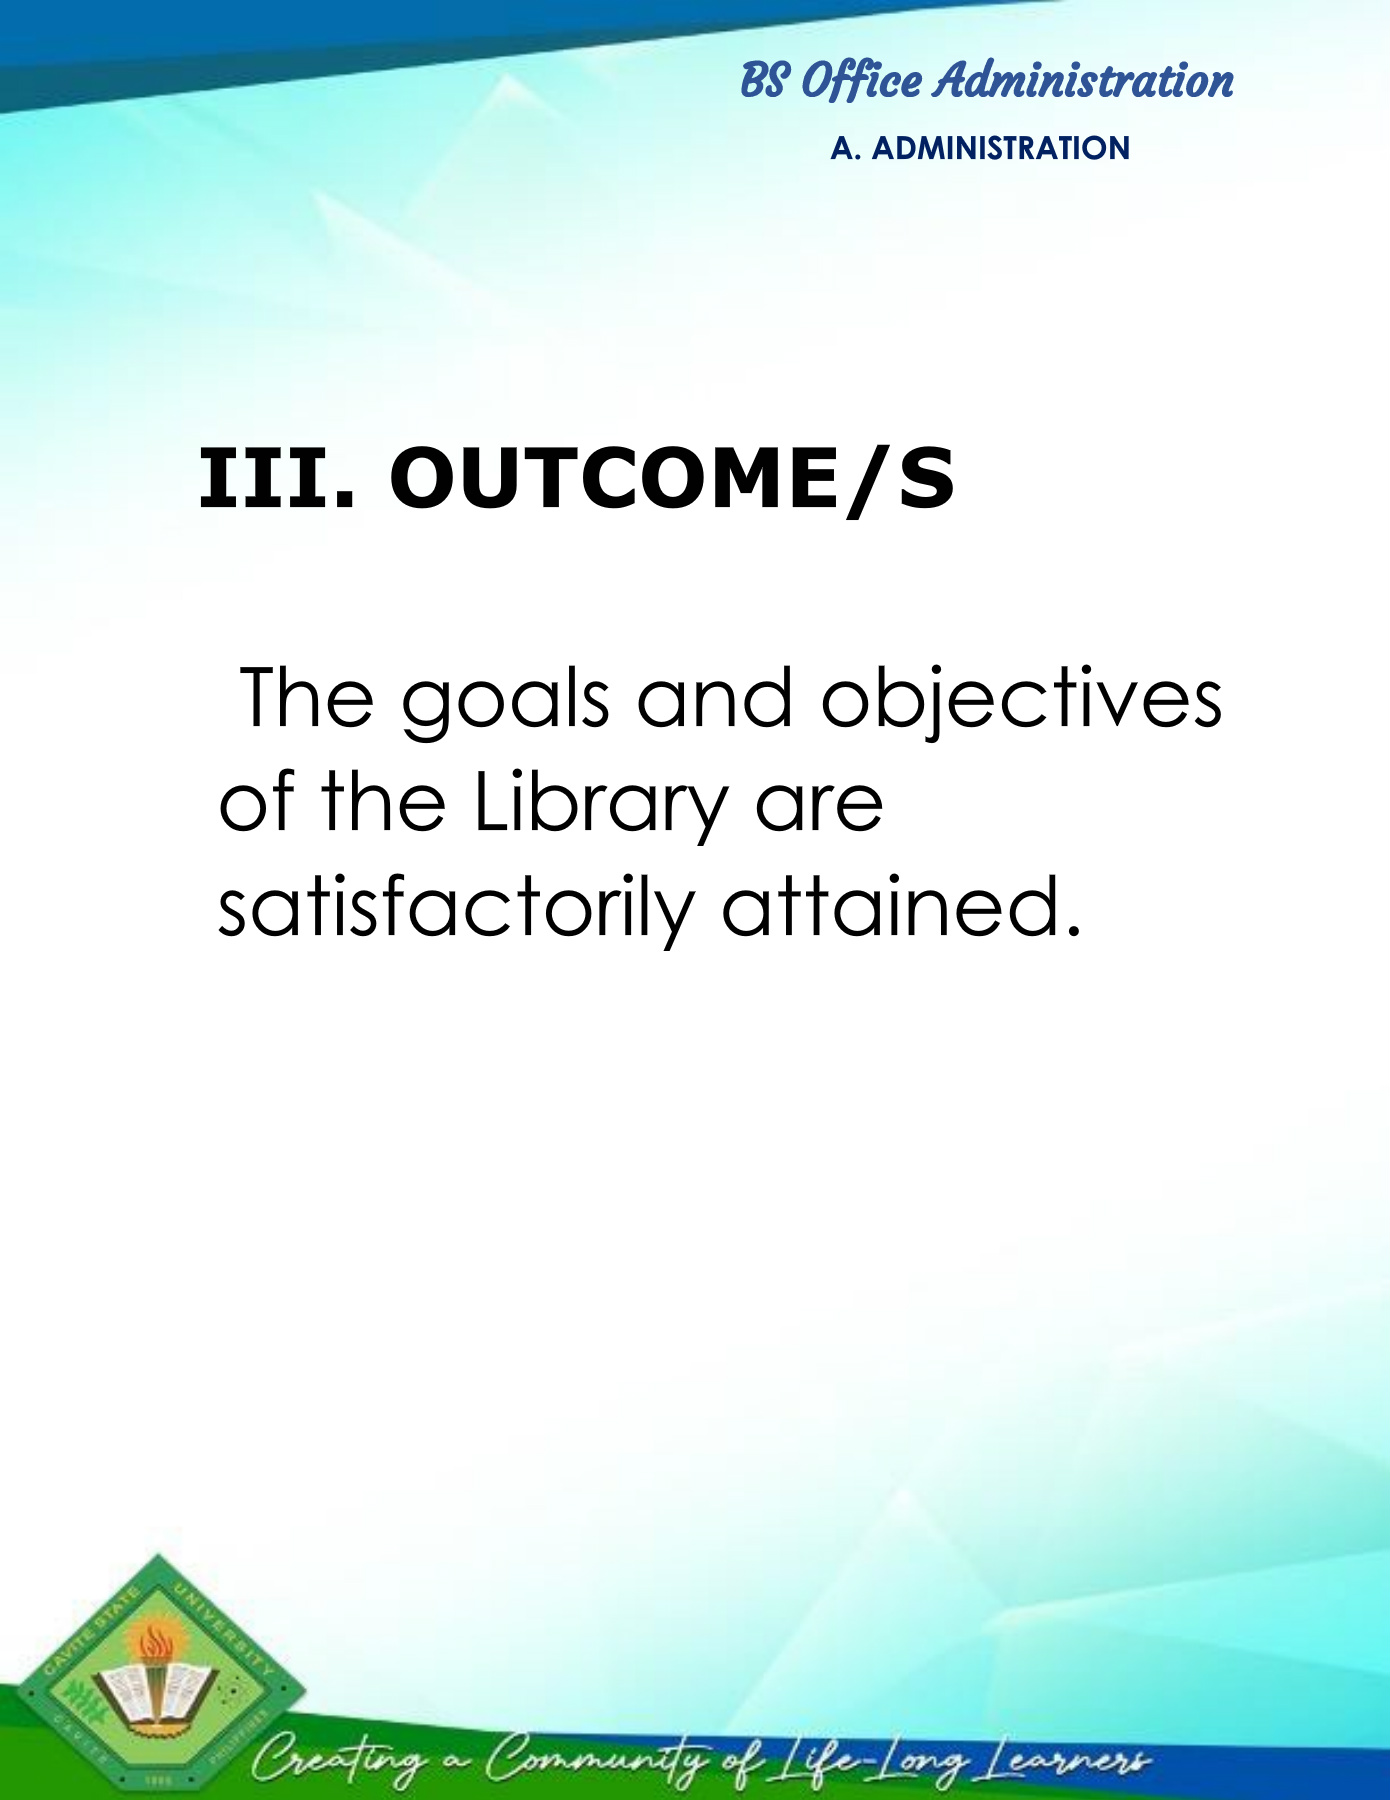 BS Office Administration
A. ADMINISTRATION
III. OUTCOME/S
The goals and objectives
of the Library are
satisfactorily attained.
CAVITE STATE UNIVERSITY
CAVITE PHILIPPINES
Creating a Community of Life-Long Learners